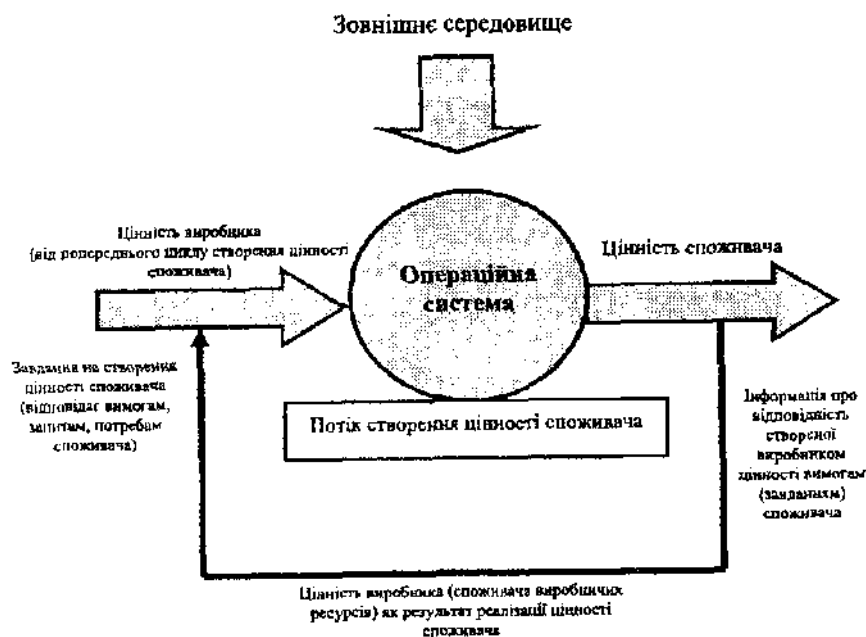 Зовнішнє середовище
Цінність виробника
(від попереднього циклу створення цінності
споживача)
Операційна
система
Цінність споживача
Завдання на створення
цінності споживача
(відповідає вимогам,
запитам, потребам
споживача)
Потік створення цінності споживача
Інформація про
відповідність
створеної
виробником
цінності вимогам
(завданням)
споживача
Цінність виробника (споживача виробничих
ресурсів) як результат реалізації цінності
споживача